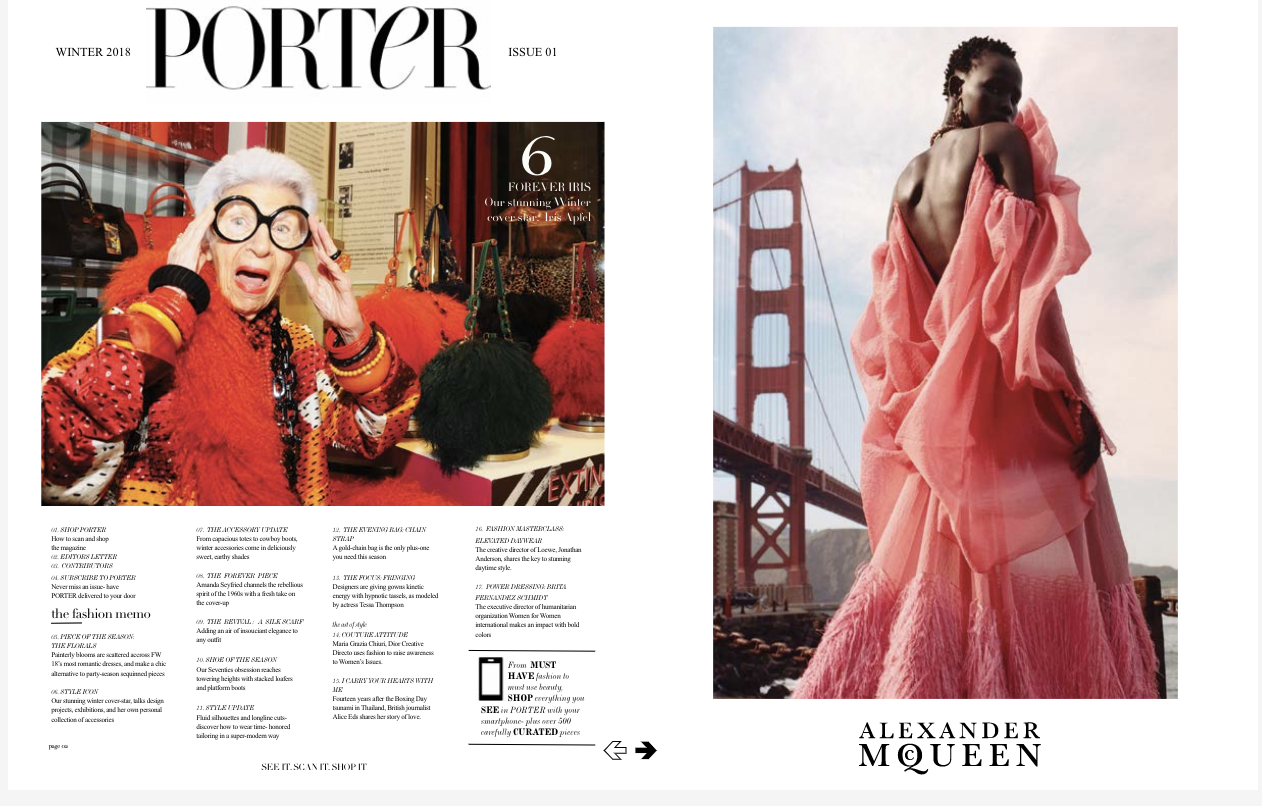 WINTER 2018
PORTER
ISSUE 01
6
FOREVER IRIS
Our stunning Winter
cover star: Iris Apfel
EXTIN
01. SHOP PORTER
How to scan and shop
the magazine
02. EDITORS LETTER
03. CONTRIBUTORS
04. SUBSCRIBE TO PORTER
Never miss an issue- have
PORTER delivered to your door
the fashion memo
05. PIECE OF THE SEASON:
THE FLORALS
Painterly blooms are scattered accross FW
18's most romantic dresses, and make a chic
alternative to party-season sequinned pieces
06. STYLE ICON
Our stunning winter cover-star, talks design
projects, exhibitions, and her own personal
collection of accessories
page 02
07. THE ACCESSORY UPDATE
From capacious totes to cowboy boots,
winter accessories come in deliciously
sweet, earthy shades
08. THE FOREVER PIECE
Amanda Seyfried channels the rebellious
spirit of the 1960s with a fresh take on
the cover-up
09. THE REVIVAL: A SILK SCARF
Adding an air of insouciant elegance to
any outfit
10. SHOE OF THE SEASON
Our Seventies obsession reaches
towering heights with stacked loafers
and platform boots
11. STYLE UPDATE
Fluid silhouettes and longline cuts-
discover how to wear time- honored
tailoring in a super-modern way
12. THE EVENING BAG: CHAIN
STRAP
A gold-chain bag is the only plus-one
you need this season
13. THE FOCUS: FRINGING
Designers are giving gowns kinetic
energy with hypnotic tassels, as modeled
by actress Tessa Thompson
the art of style
14. COUTURE ATTITUDE
Maria Grazia Chiuri, Dior Creative
Directo uses fashion to raise awareness
to Women's Issues.
15. I CARRY YOUR HEARTS WITH
ME
Fourteen years after the Boxing Day
tsunami in Thailand, British journalist
Alice Eds shares her story of love.
16. FASHION MASTERCLASS:
ELEVATED DAYWEAR
The creative director of Loewe, Jonathan
Anderson, shares the key to stunning
daytime style.
17. POWER DRESSING: BRITA
FERNANDEZ SCHMIDT
The executive director of humanitarian
organization Women for Women
international makes an impact with bold
colors
From MUST
HAVE fashion to
must use beauty,
SHOP everything you
SEE in PORTER with your
smartphone- plus over 500
carefully CURATED pieces
SEE IT. SCAN IT. SHOP IT
ALEXANDER
McQUEEN